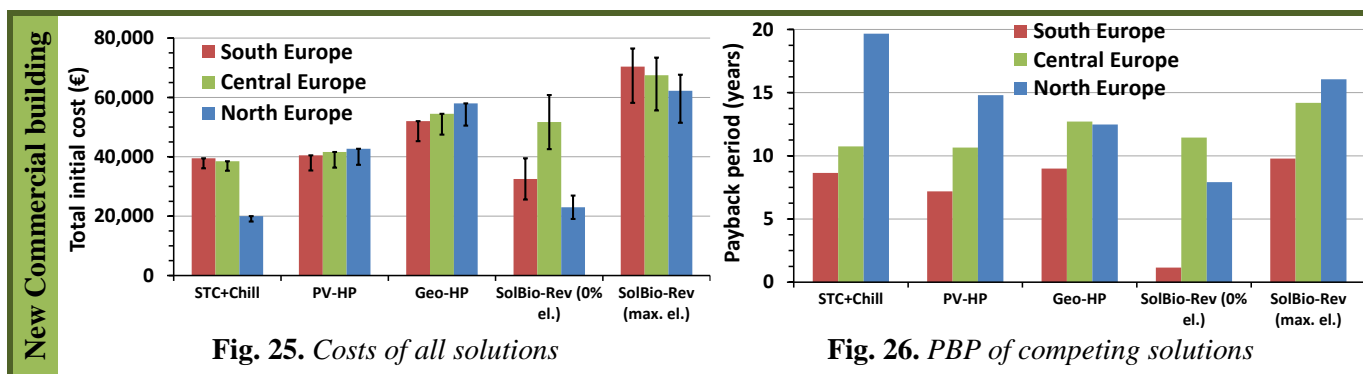 New Commercial building
Total initial cost (€)
80,000
60,000
40,000
20,000
0
South Europe
Central Europe
North Europe
STC+Chill
PV-HP
Geo-HP
SolBio-Rev (0%
el.)
SolBio-Rev
(max. el.)
Fig. 25. Costs of all solutions
Payback period (years)
20
15
10
5
0
South Europe
Central Europe
North Europe
STC+Chill
PV-HP
Geo-HP
SolBio-Rev (0%
el.)
SolBio-Rev
(max. el.)
Fig. 26. PBP of competing solutions